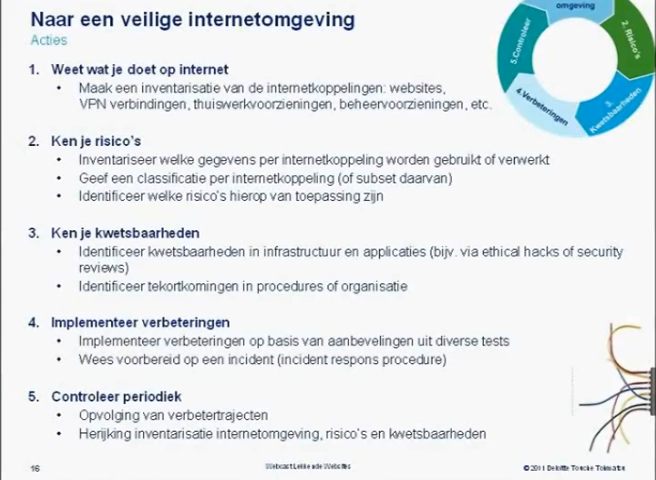 Naar een veilige internetomgeving
Acties
omgeving
2. Risico's
3. Kwetsbaarheden
4. Verbeteringen
5. Controleer
1. Weet wat je doet op internet
• Maak een inventarisatie van de internetkoppelingen: websites,
VPN verbindingen, thuiswerkvoorzieningen, beheervoorzieningen, etc.
2. Ken je risico's
• Inventariseer welke gegevens per internetkoppeling worden gebruikt of verwerkt
• Geef een classificatie per internetkoppeling (of subset daarvan)
• Identificeer welke risico's hierop van toepassing zijn
3. Ken je kwetsbaarheden
• Identificeer kwetsbaarheden in infrastructuur en applicaties (bijv. via ethical hacks of security
reviews)
• Identificeer tekortkomingen in procedures of organisatie
4. Implementeer verbeteringen
• Implementeer verbeteringen op basis van aanbevelingen uit diverse tests
• Wees voorbereid op een incident (incident respons procedure)
5. Controleer periodiek
• Opvolging van verbetertrajecten
• Herijking inventarisatie internetomgeving, risico's en kwetsbaarheden
16
Webcast Lekkende Websites
© 2011 Deloitte Touche Tohmatsu